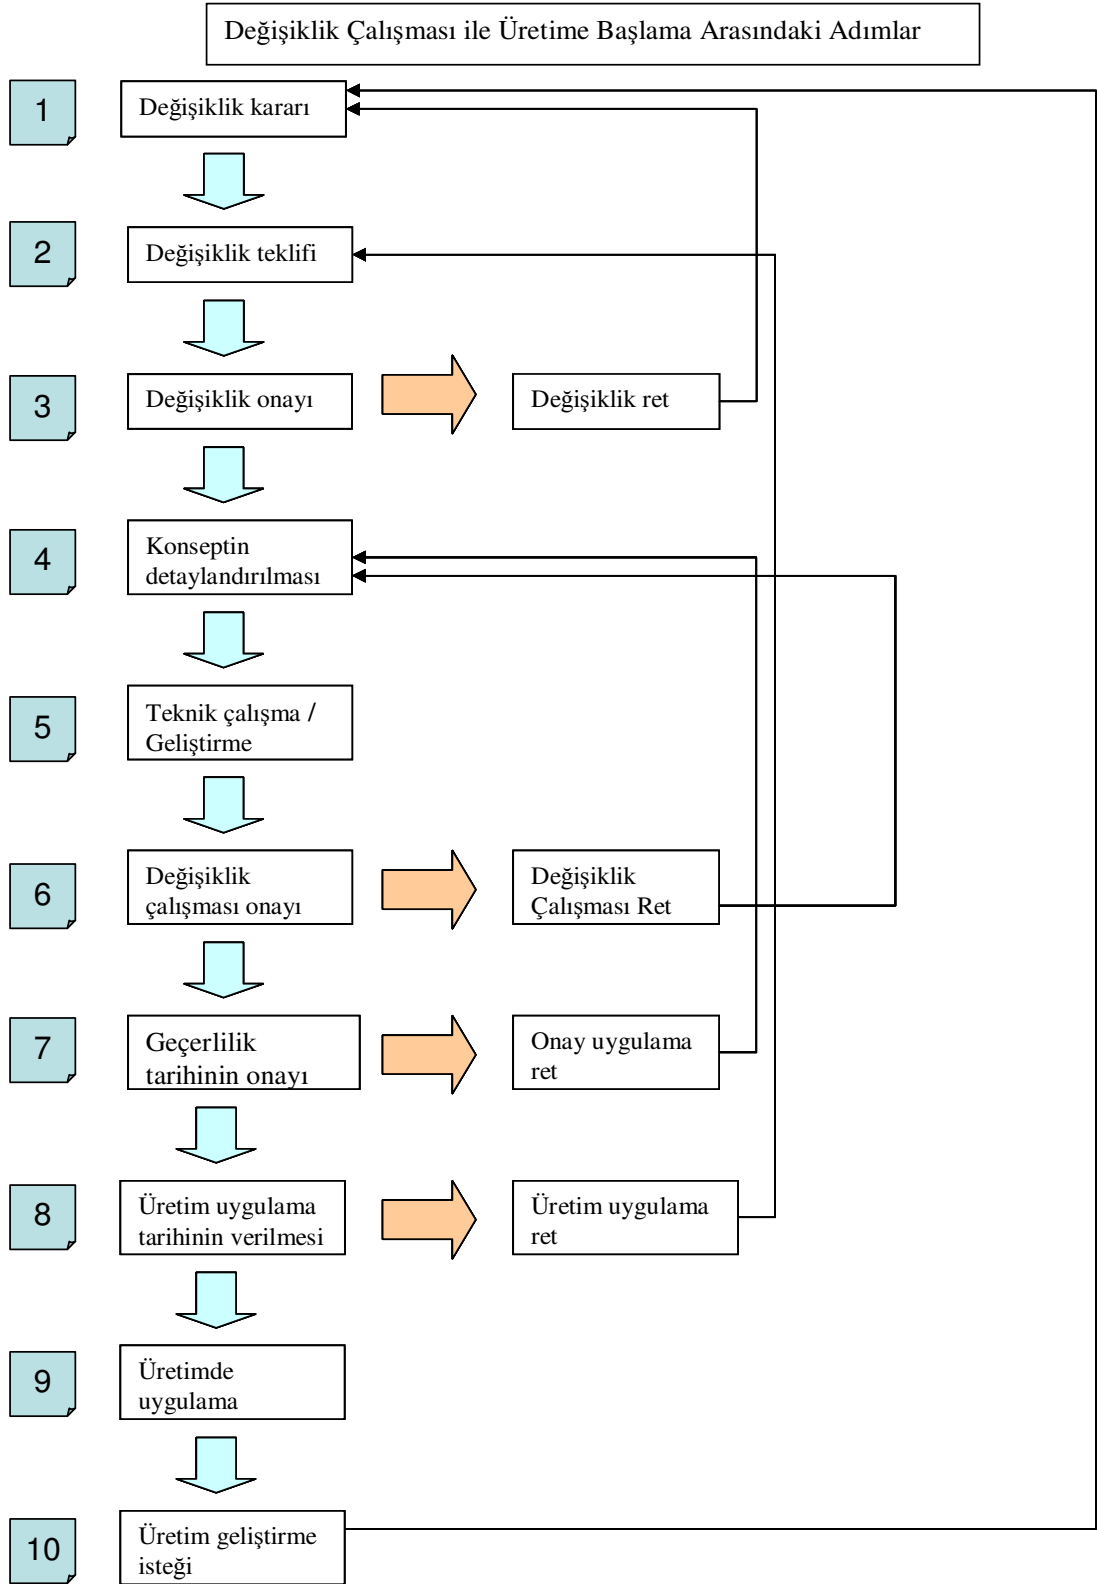 Değişiklik Çalışması ile Üretime Başlama Arasındaki Adımlar
1
Değişiklik kararı
2
Değişiklik teklifi
3
Değişiklik onayı
Değişiklik ret
4
Konseptin
detaylandırılması
5
Teknik çalışma /
Geliştirme
6
Değişiklik
çalışması onayı
Değişiklik
Çalışması Ret
7
Geçerlilik
tarihinin onayı
Onay uygulama
ret
8
Üretim uygulama
tarihinin verilmesi
Üretim uygulama
ret
9
Üretimde
uygulama
10
Üretim geliştirme
isteği